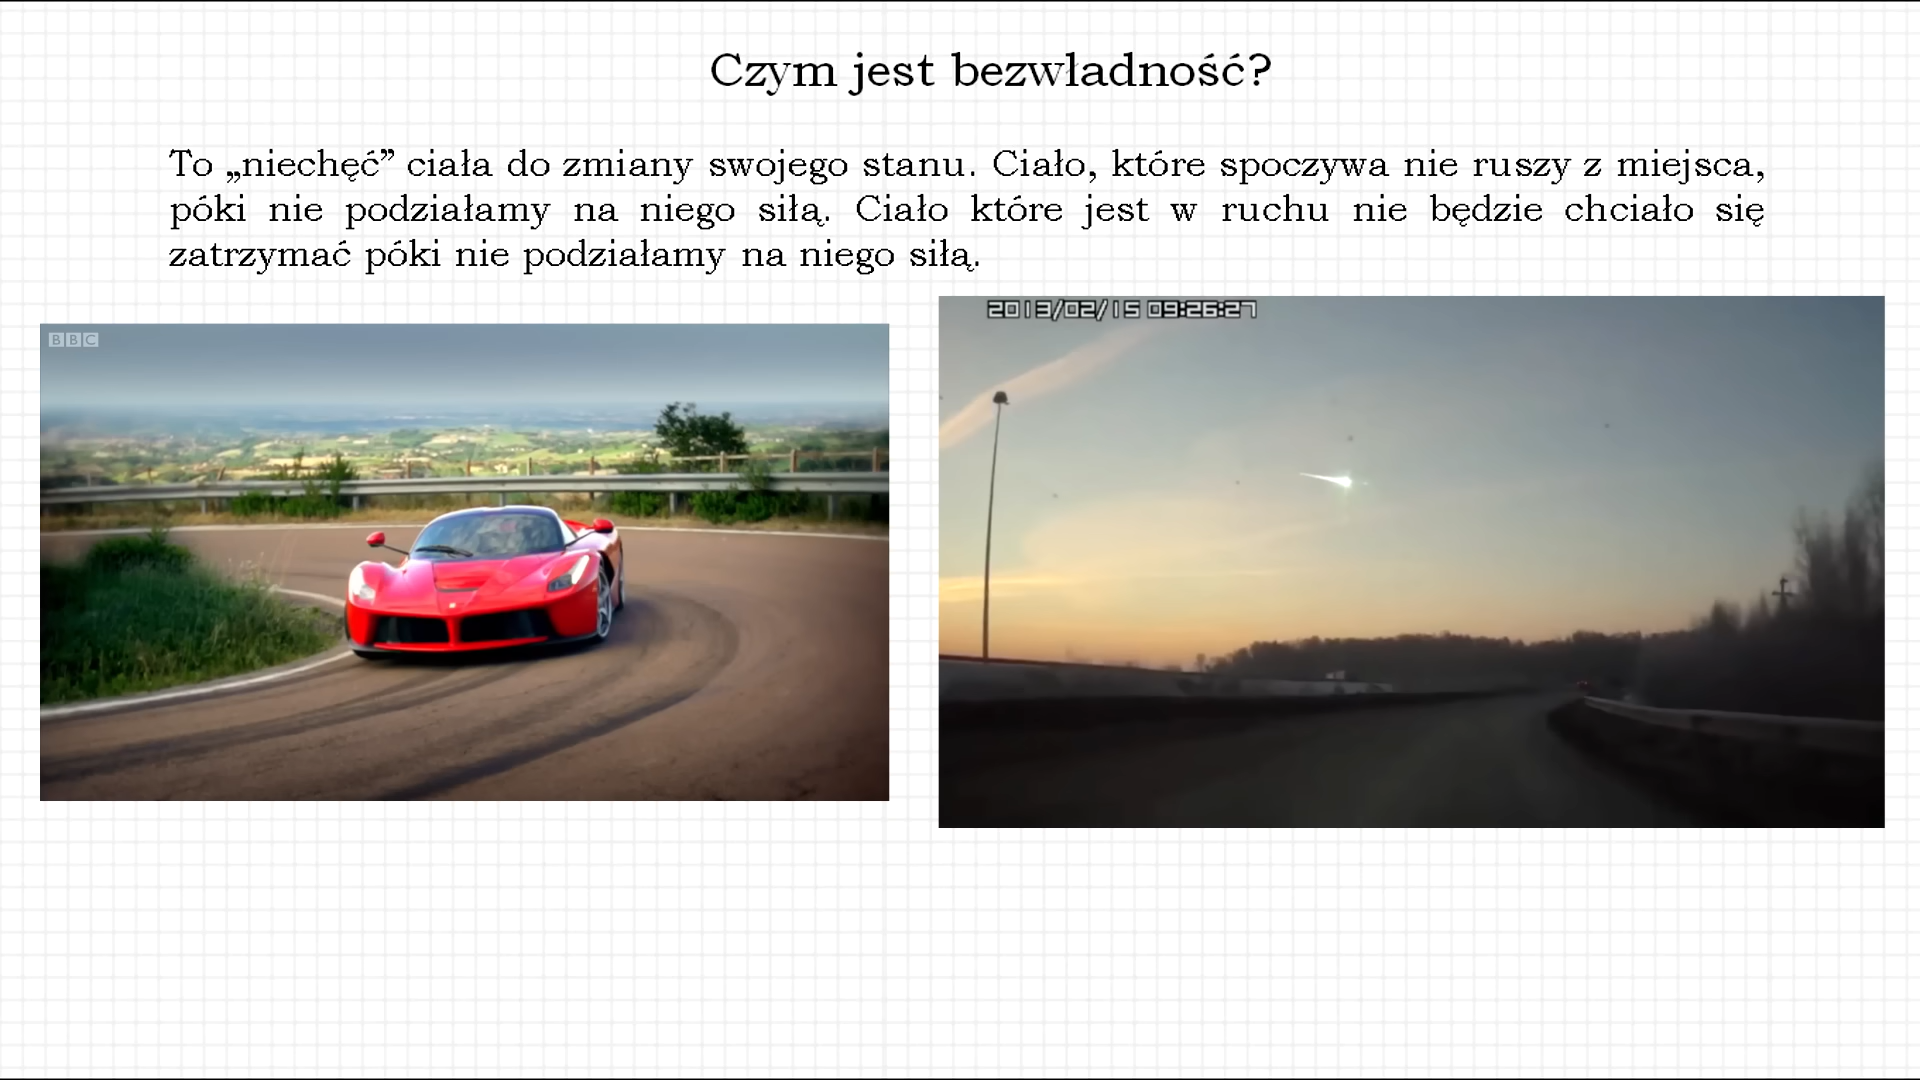 Czym jest bezwładność?
To „niechęć” ciała do zmiany swojego stanu. Ciało, które spoczywa nie ruszy z miejsca,
póki nie podziałamy na niego siłą. Ciało które jest w ruchu nie będzie chciało się
zatrzymać póki nie podziałamy na niego siłą.
BBC
2013/02/15 09:26:27